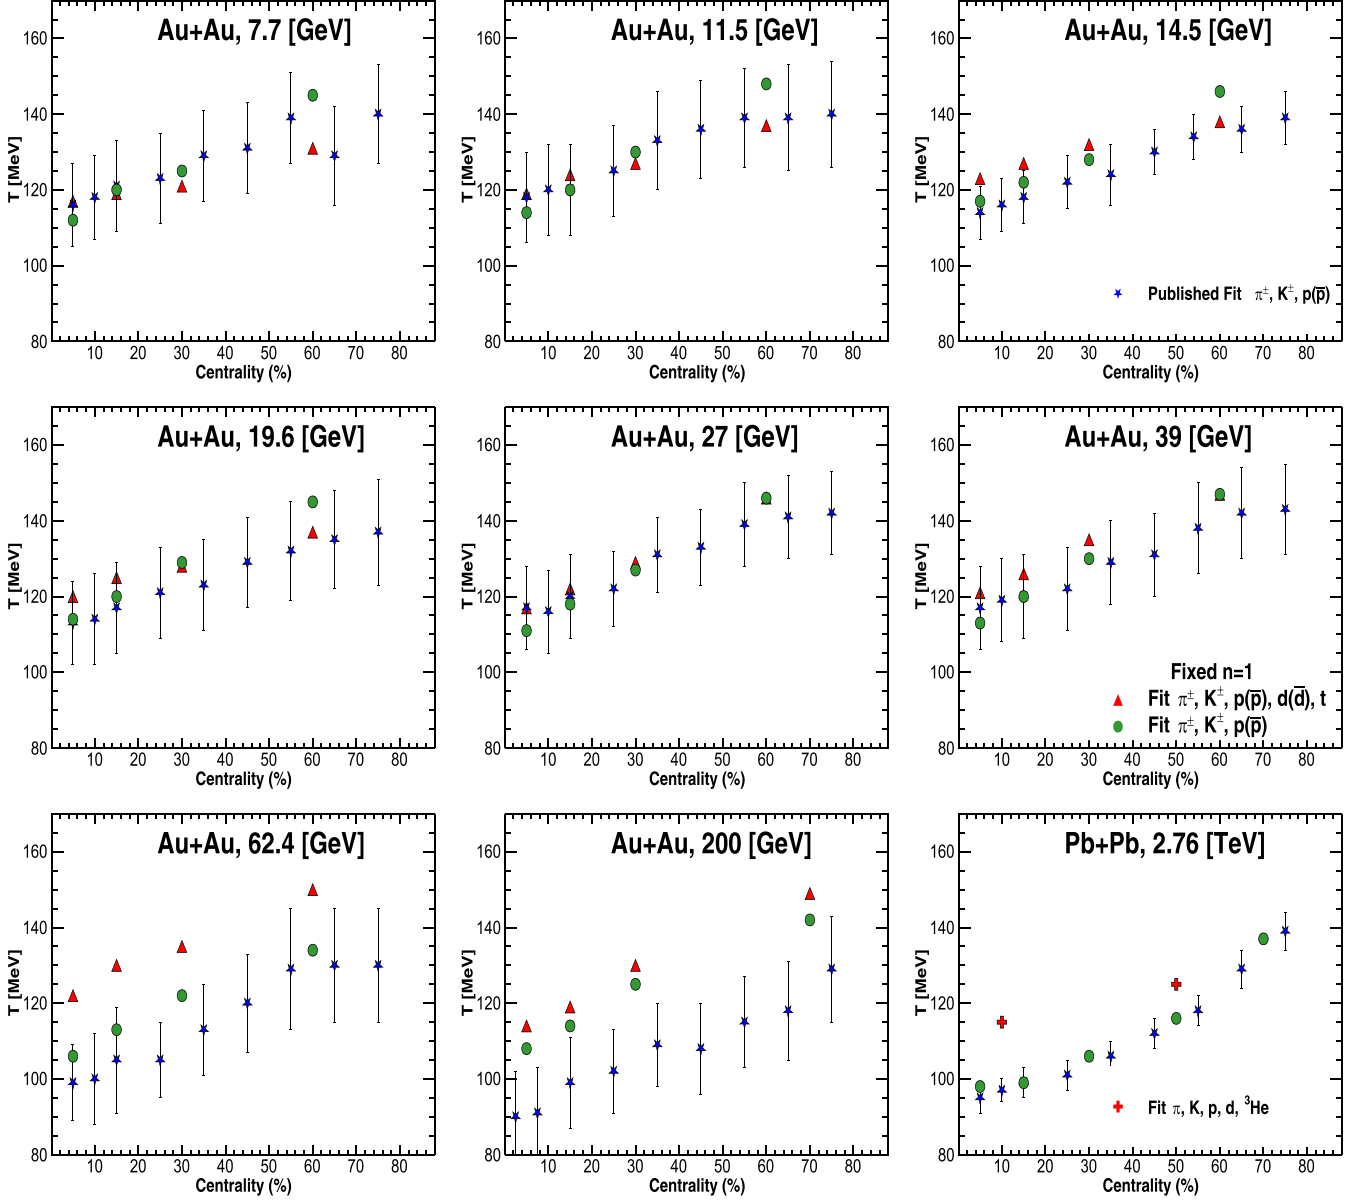 Au+Au, 7.7 [GeV]
T [MeV]
160
140
120
100
80
10 20 30 40 50 60 70 80
Centrality (%)
Au+Au, 11.5 [GeV]
T [MeV]
160
140
120
100
80
10 20 30 40 50 60 70 80
Centrality (%)
Au+Au, 14.5 [GeV]
T [MeV]
160
140
120
100
80
Published Fit π±, K±, p(p̅)
10 20 30 40 50 60 70 80
Centrality (%)
Au+Au, 19.6 [GeV]
T [MeV]
160
140
120
100
80
10 20 30 40 50 60 70 80
Centrality (%)
Au+Au, 27 [GeV]
T [MeV]
160
140
120
100
80
10 20 30 40 50 60 70 80
Centrality (%)
Au+Au, 39 [GeV]
T [MeV]
160
140
120
100
80
Fixed n=1
Fit π±, K±, p(p̅), d(d̅), t
Fit π±, K±, p(p̅)
10 20 30 40 50 60 70 80
Centrality (%)
Au+Au, 62.4 [GeV]
T [MeV]
160
140
120
100
80
10 20 30 40 50 60 70 80
Centrality (%)
Au+Au, 200 [GeV]
T [MeV]
160
140
120
100
80
10 20 30 40 50 60 70 80
Centrality (%)
Pb+Pb, 2.76 [TeV]
T [MeV]
160
140
120
100
80
Fit π, K, p, d, ³He
10 20 30 40 50 60 70 80
Centrality (%)